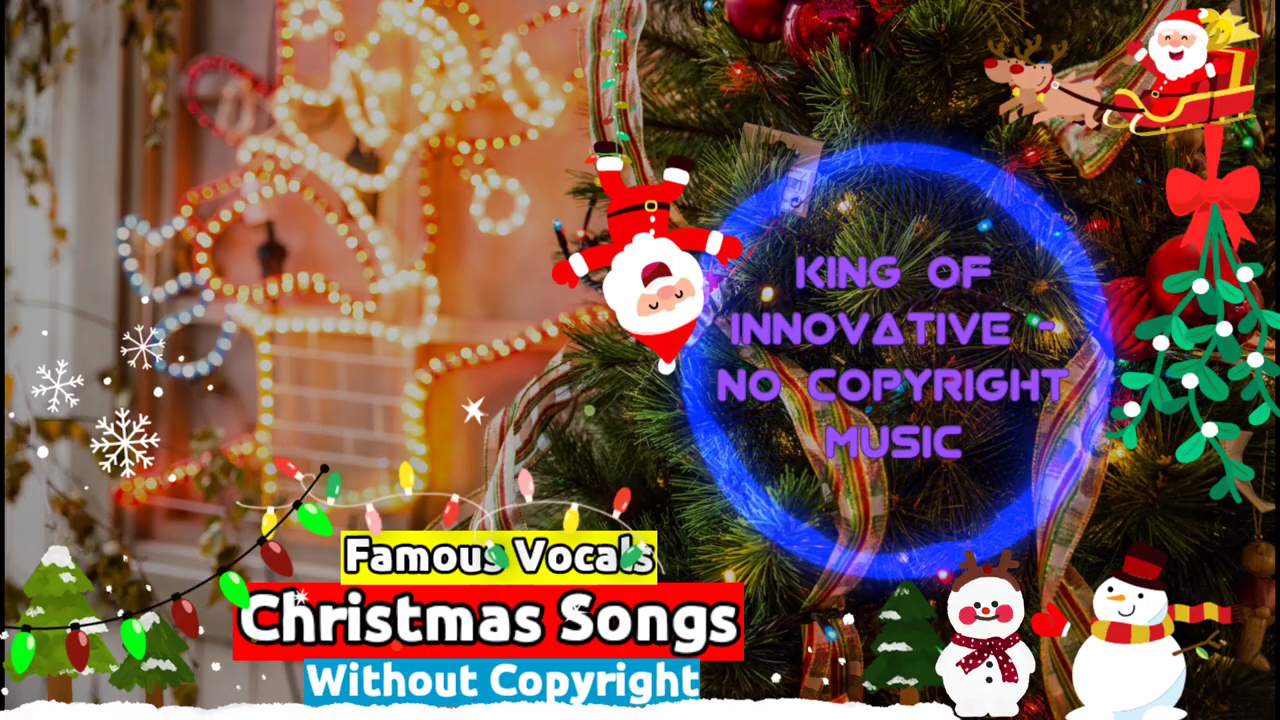 KING OF
INNOVATIVE -
NO COPYRIGHT
MUSIC
Famous Vocals
Christmas Songs
Without Copyright